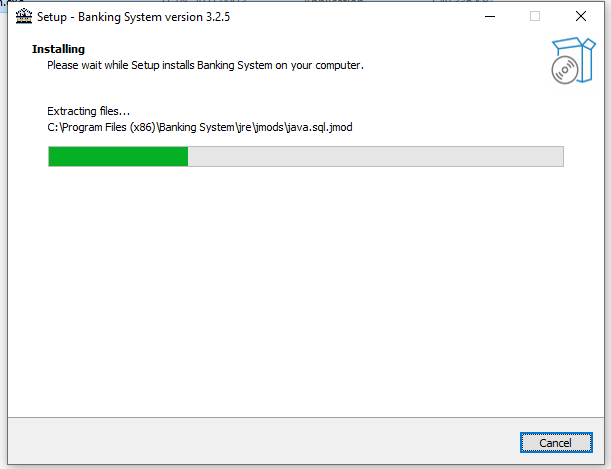 Setup - Banking System version 3.2.5
Installing
Please wait while Setup installs Banking System on your computer.
Extracting files...
C:\Program Files (x86)\Banking System\jre\jmods\java.sql.jmod
Cancel